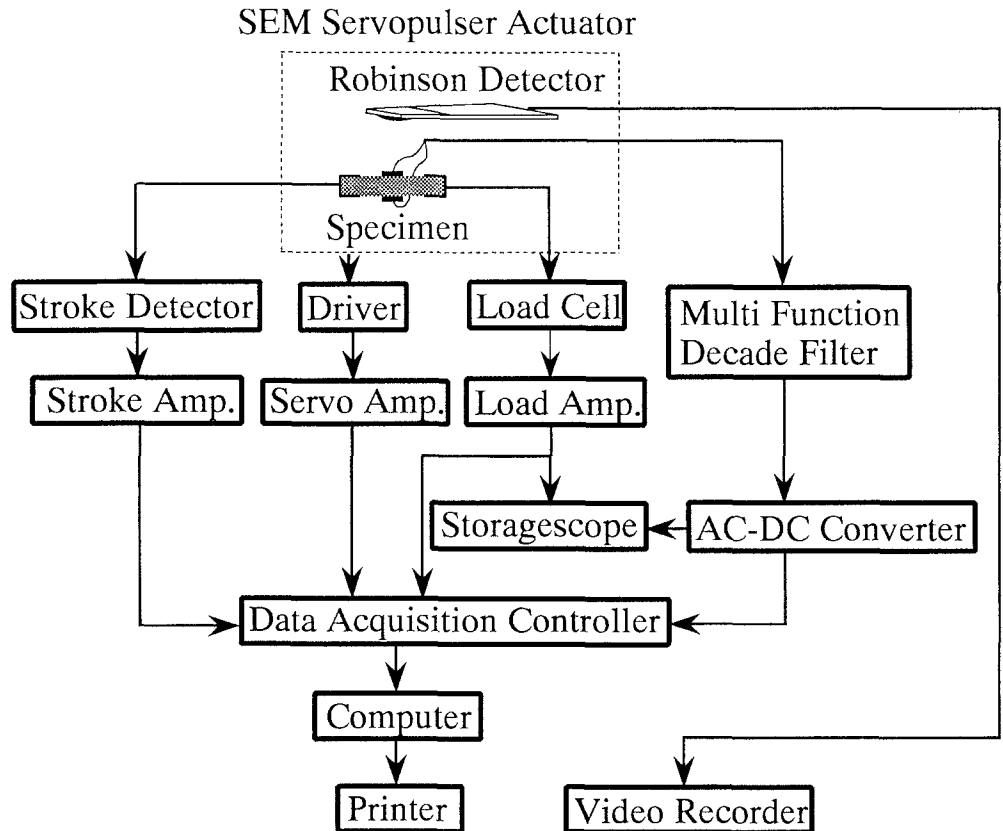 SEM Servopulser Actuator
Robinson Detector
Specimen
Stroke Detector
Driver
Load Cell
Multi Function
Decade Filter
Stroke Amp.
Servo Amp.
Load Amp.
Storagescope
AC-DC Converter
Data Acquisition Controller
Computer
Printer
Video Recorder